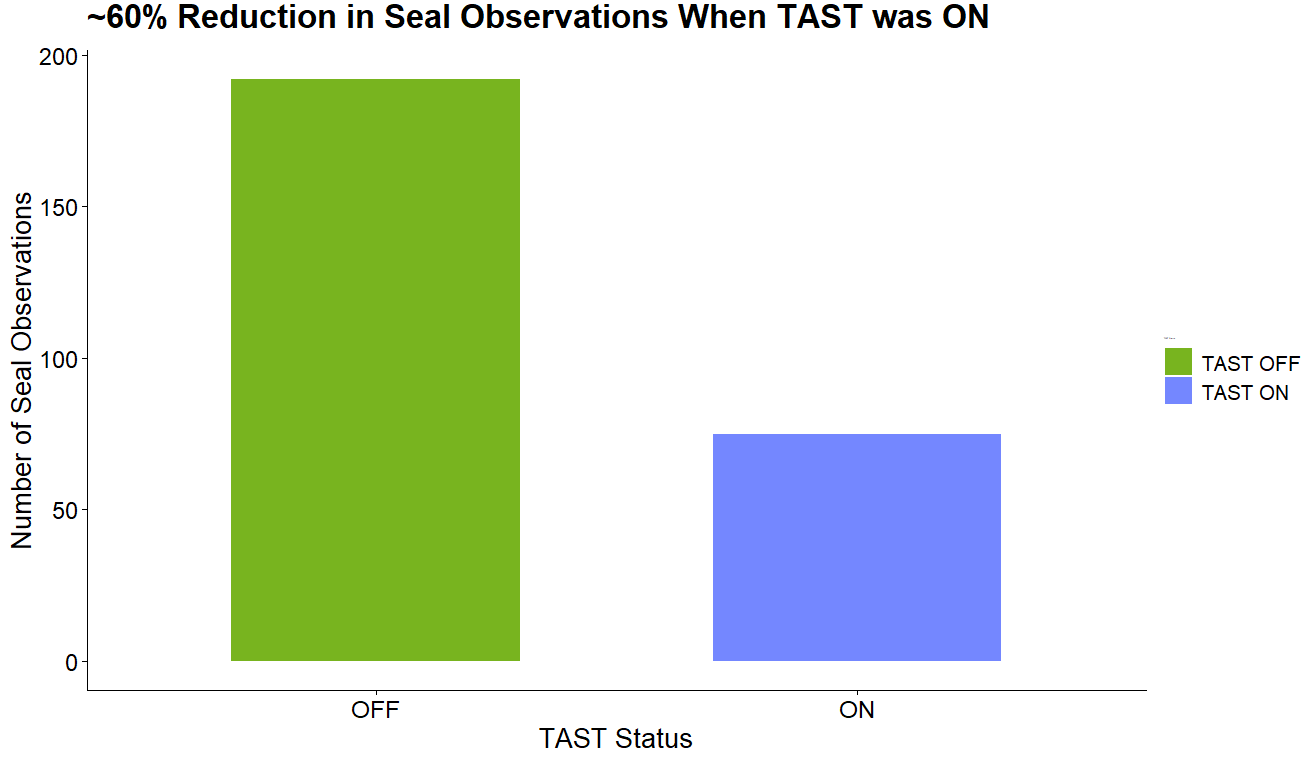 ~60% Reduction in Seal Observations When TAST was ON
Number of Seal Observations
200
150
100
50
0
OFF
ON
TAST Status
TAST OFF
TAST ON